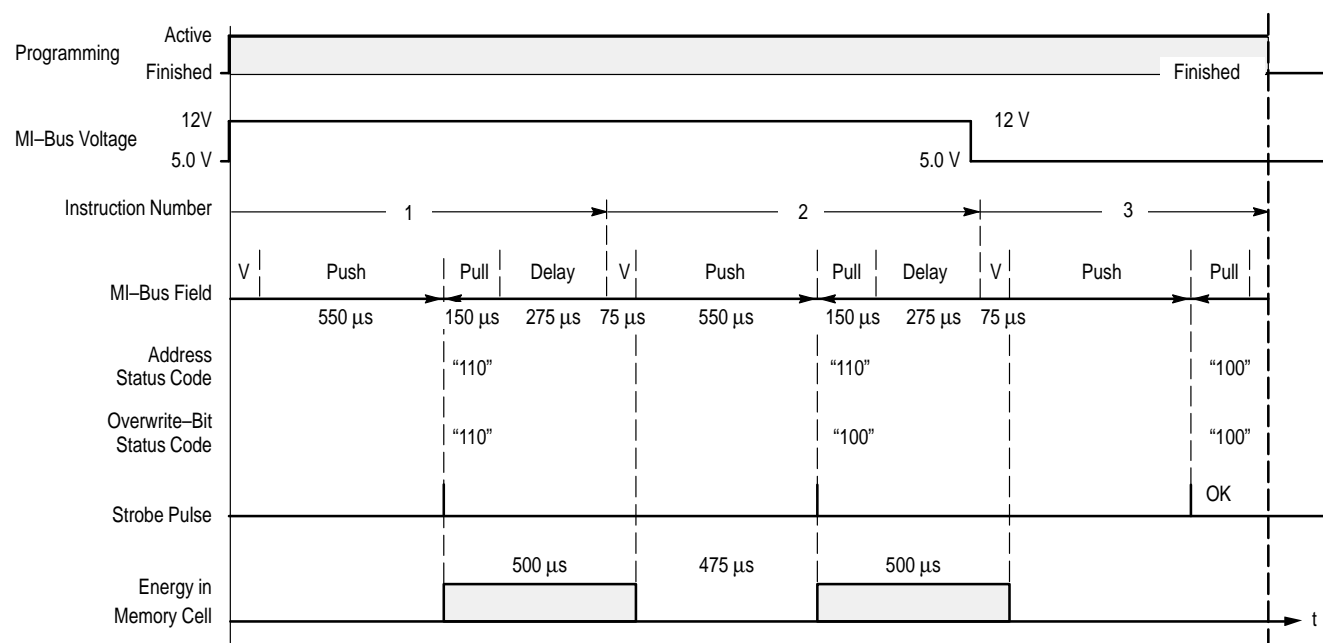 Programming
Active
Finished
Finished
MI–Bus Voltage
12V
5.0 V
5.0 V
12 V
Instruction Number
1
2
3
MI–Bus Field
V
Push
Pull
Delay
V
Push
Pull
Delay
V
Push
Pull
550 µs
150 µs
275 µs
75 µs
550 µs
150 µs
275 µs
75 µs
Address
Status Code
“110”
“110”
“100”
Overwrite–Bit
Status Code
“110”
“100”
“100”
Strobe Pulse
OK
Energy in
Memory Cell
500 µs
475 µs
500 µs
t